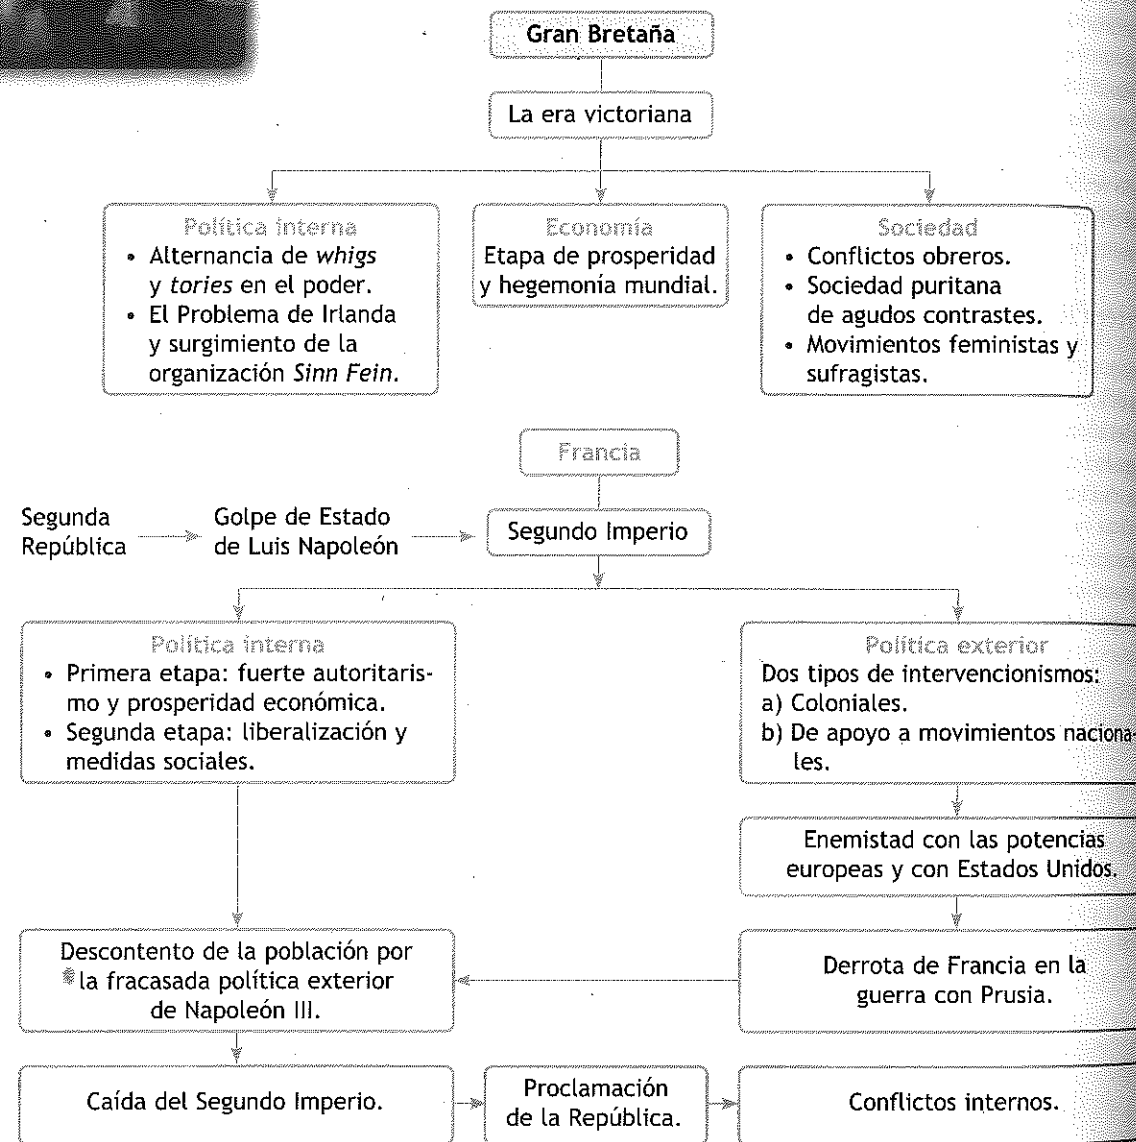 Gran Bretaña
La era victoriana
Política interna
• Alternancia de whigs
y tories en el poder.
• El Problema de Irlanda
y surgimiento de la
organización Sinn Fein.
Economía
Etapa de prosperidad
y hegemonía mundial.
Sociedad
• Conflictos obreros.
• Sociedad puritana
de agudos contrastes.
• Movimientos feministas y
sufragistas.
Francia
Segunda
República
Golpe de Estado
de Luis Napoleón
Segundo Imperio
Política interna
• Primera etapa: fuerte autoritaris-
mo y prosperidad económica.
• Segunda etapa: liberalización y
medidas sociales.
Política exterior
Dos tipos de intervencionismos:
a) Coloniales.
b) De apoyo a movimientos naciona-
les.
Enemistad con las potencias
europeas y con Estados Unidos.
Derrota de Francia en la
guerra con Prusia.
Descontento de la población por
la fracasada política exterior
de Napoleón III.
Caída del Segundo Imperio.
Proclamación
de la República.
Conflictos internos.